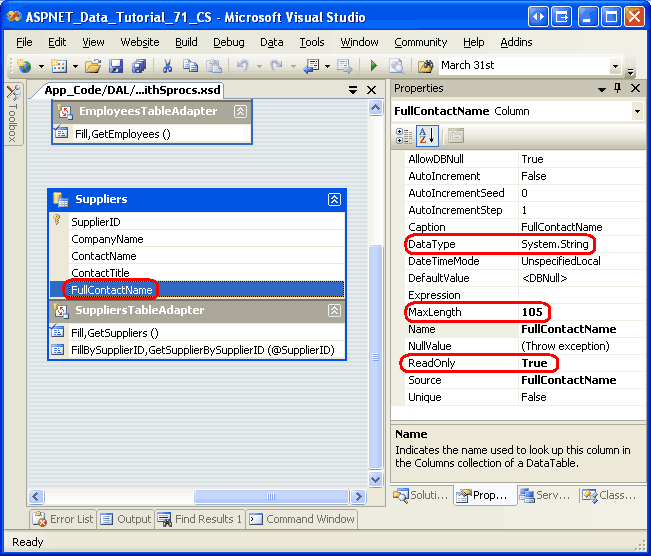 ASPNET_Data_Tutorial_71_CS - Microsoft Visual Studio
File Edit View Website Build Debug Data Tools Window Community Help Addins
March 31st
Toolbox
App_Code/DAL/...ithSprocs.xsd
EmployeesTableAdapter
Fill,GetEmployees ()
Suppliers
SupplierID
CompanyName
ContactName
ContactTitle
FullContactName
SuppliersTableAdapter
Fill,GetSuppliers ()
FillBySupplierID,GetSupplierBySupplierID (@SupplierID)
Properties
FullContactName Column
AllowDBNull True
AutoIncrement False
AutoIncrementSeed 0
AutoIncrementStep 1
Caption FullContactName
DataType System.String
DateTimeMode UnspecifiedLocal
DefaultValue <DBNull>
Expression
MaxLength 105
Name FullContactName
NullValue (Throw exception)
ReadOnly True
Source FullContactName
Unique False
Name
Indicates the name used to look up this column in
the Columns collection of a DataTable.
Soluti... Prop... Serv... Class...
Error List Output Find Results 1 Command Window
Ready